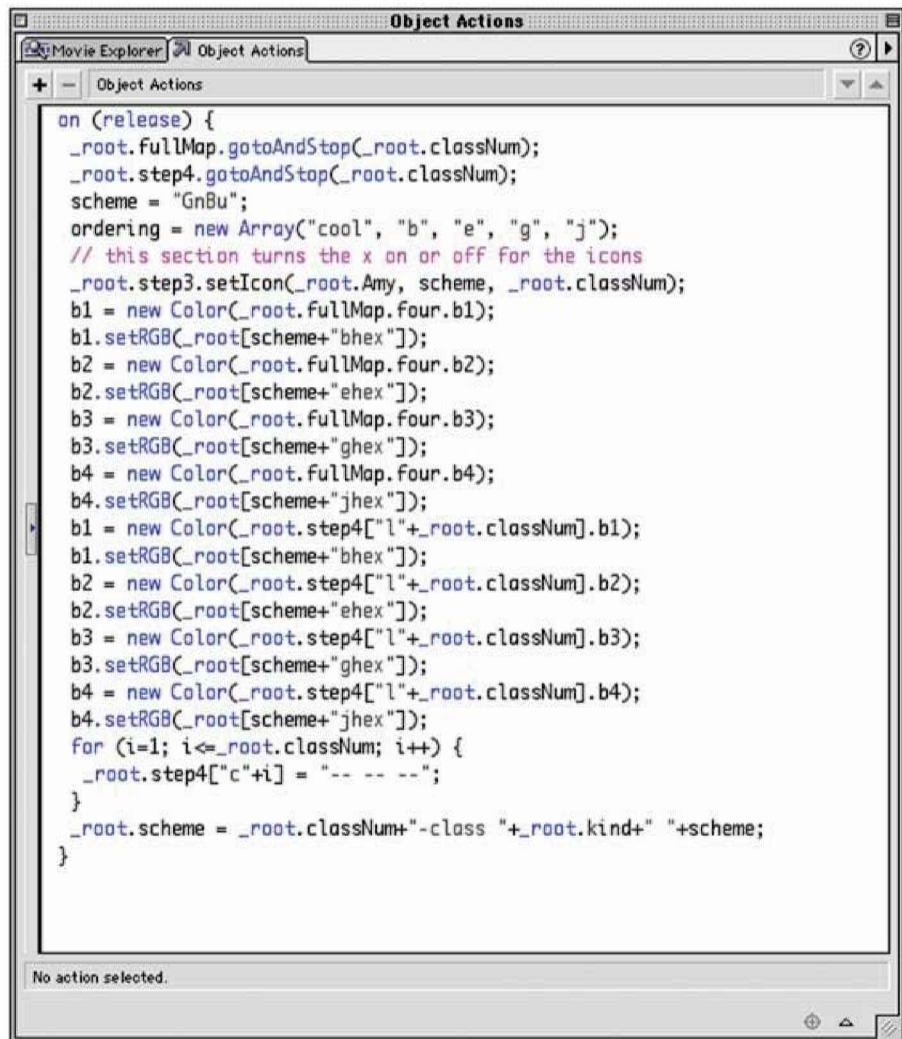 Object Actions
Movie Explorer Object Actions ?
+ - Object Actions
on (release) {
_root.fullMap.gotoAndStop(_root.classNum);
_root.step4.gotoAndStop(_root.classNum);
scheme = "GnBu";
ordering = new Array("cool", "b", "e", "g", "j");
// this section turns the x on or off for the icons
_root.step3.setIcon(_root.Amy, scheme, _root.classNum);
b1 = new Color(_root.fullMap.four.b1);
b1.setRGB(_root[scheme+"bhex"]);
b2 = new Color(_root.fullMap.four.b2);
b2.setRGB(_root[scheme+"ehex"]);
b3 = new Color(_root.fullMap.four.b3);
b3.setRGB(_root[scheme+"ghex"]);
b4 = new Color(_root.fullMap.four.b4);
b4.setRGB(_root[scheme+"jhex"]);
b1 = new Color(_root.step4["l"+_root.classNum].b1);
b1.setRGB(_root[scheme+"bhex"]);
b2 = new Color(_root.step4["l"+_root.classNum].b2);
b2.setRGB(_root[scheme+"ehex"]);
b3 = new Color(_root.step4["l"+_root.classNum].b3);
b3.setRGB(_root[scheme+"ghex"]);
b4 = new Color(_root.step4["l"+_root.classNum].b4);
b4.setRGB(_root[scheme+"jhex"]);
for (i=1; i<=_root.classNum; i++) {
_root.step4["c"+i] = "-- -- --";
}
_root.scheme = _root.classNum+"-class "+_root.kind+" "+scheme;
}
No action selected.